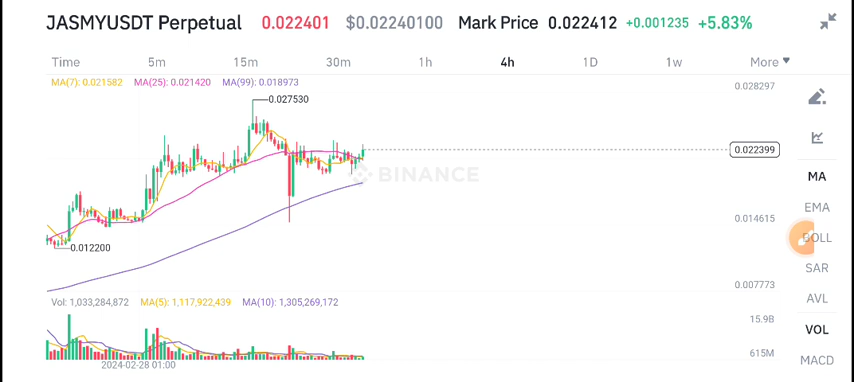 JASMYUSDT Perpetual 0.022401 $0.02240100 Mark Price 0.022412 +0.001235 +5.83%
Time 5m 15m 30m 1h 4h 1D 1w More
MA(7): 0.021582 MA(25): 0.021420 MA(99): 0.018973
0.028297
0.027530
0.022399
MA
BINANCE
EMA
0.014615
BOLL
0.012200
SAR
0.007773
AVL
Vol: 1,033,284,872 MA(5): 1,117,922,439 MA(10): 1,305,269,172
15.9B
VOL
615M
MACD
2024-02-28 01:00